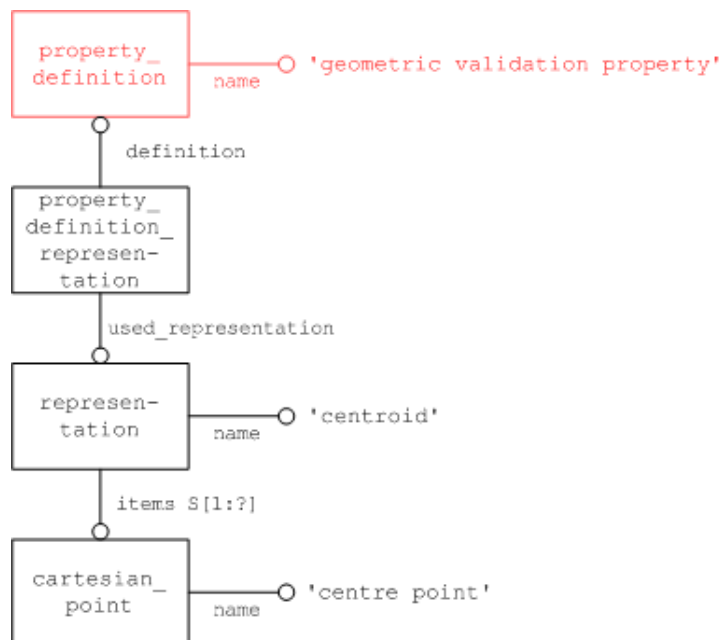 property_
definition
name
'geometric validation property'
definition
property_
definition_
represen-
tation
used_representation
represen-
tation
name
'centroid'
items S[1:?]
cartesian_
point
name
'centre point'